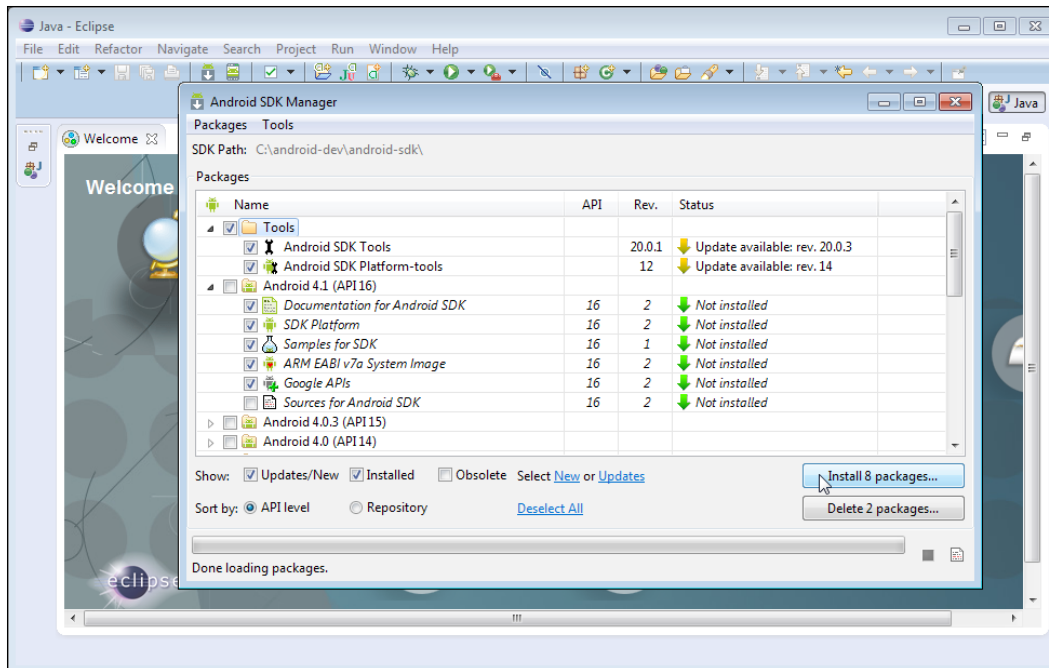 Java - Eclipse
File Edit Refactor Navigate Search Project Run Window Help
Android SDK Manager
Java
Packages Tools
Welcome
SDK Path: C:\android-dev\android-sdk\
Packages
Welcome
Name API Rev. Status
Tools
Android SDK Tools 20.0.1 Update available: rev. 20.0.3
Android SDK Platform-tools 12 Update available: rev. 14
Android 4.1 (API 16)
Documentation for Android SDK 16 2 Not installed
SDK Platform 16 2 Not installed
Samples for SDK 16 1 Not installed
ARM EABI v7a System Image 16 2 Not installed
Google APIs 16 2 Not installed
Sources for Android SDK 16 2 Not installed
Android 4.0.3 (API 15)
Android 4.0 (API 14)
Show: Updates/New Installed Obsolete Select New or Updates Install 8 packages...
Sort by: API level Repository Deselect All Delete 2 packages...
Done loading packages.
eclipse